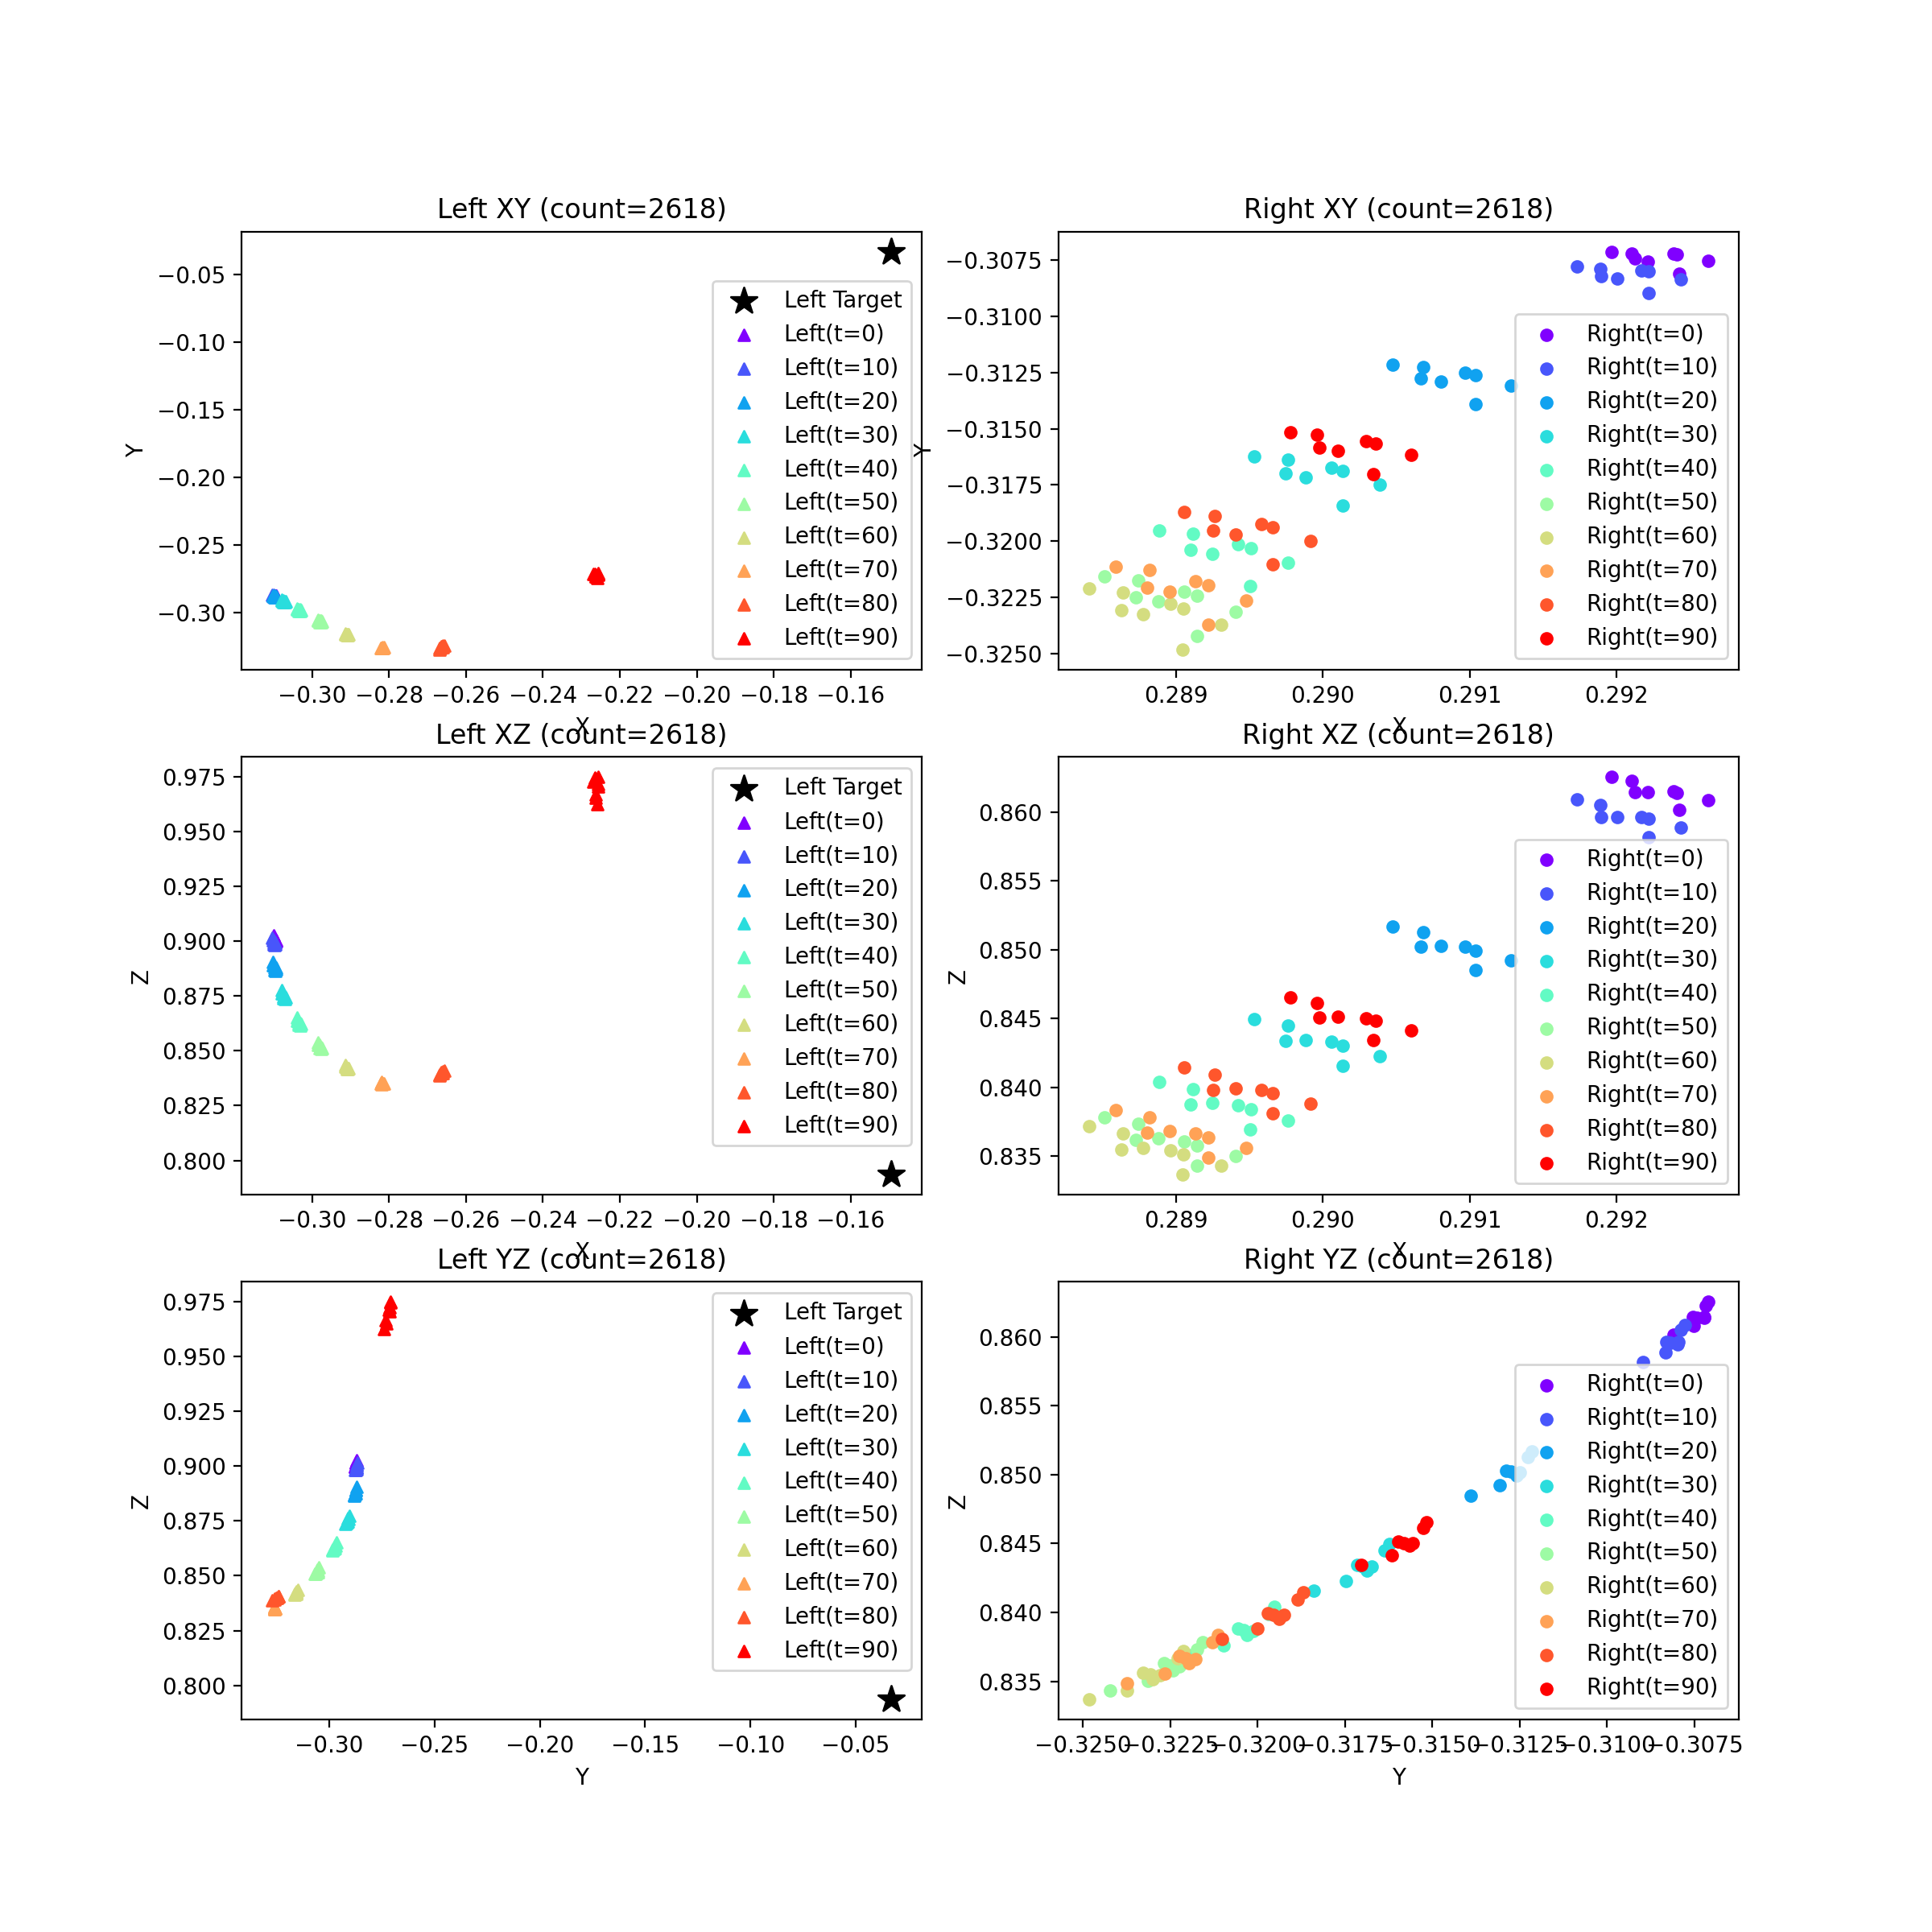 Left XY (count=2618)
Y
−0.05
−0.10
−0.15
−0.20
−0.25
−0.30
Left Target
Left(t=0)
Left(t=10)
Left(t=20)
Left(t=30)
Left(t=40)
Left(t=50)
Left(t=60)
Left(t=70)
Left(t=80)
Left(t=90)
−0.30 −0.28 −0.26 −0.24 −0.22 −0.20 −0.18 −0.16
X
Right XY (count=2618)
Y
−0.3075
−0.3100
−0.3125
−0.3150
−0.3175
−0.3200
−0.3225
−0.3250
Right(t=0)
Right(t=10)
Right(t=20)
Right(t=30)
Right(t=40)
Right(t=50)
Right(t=60)
Right(t=70)
Right(t=80)
Right(t=90)
0.289 0.290 0.291 0.292
X
Left XZ (count=2618)
Z
0.975
0.950
0.925
0.900
0.875
0.850
0.825
0.800
Left Target
Left(t=0)
Left(t=10)
Left(t=20)
Left(t=30)
Left(t=40)
Left(t=50)
Left(t=60)
Left(t=70)
Left(t=80)
Left(t=90)
−0.30 −0.28 −0.26 −0.24 −0.22 −0.20 −0.18 −0.16
X
Right XZ (count=2618)
Z
0.860
0.855
0.850
0.845
0.840
0.835
Right(t=0)
Right(t=10)
Right(t=20)
Right(t=30)
Right(t=40)
Right(t=50)
Right(t=60)
Right(t=70)
Right(t=80)
Right(t=90)
0.289 0.290 0.291 0.292
X
Left YZ (count=2618)
Z
0.975
0.950
0.925
0.900
0.875
0.850
0.825
0.800
Left Target
Left(t=0)
Left(t=10)
Left(t=20)
Left(t=30)
Left(t=40)
Left(t=50)
Left(t=60)
Left(t=70)
Left(t=80)
Left(t=90)
−0.30 −0.25 −0.20 −0.15 −0.10 −0.05
Y
Right YZ (count=2618)
Z
0.860
0.855
0.850
0.845
0.840
0.835
Right(t=0)
Right(t=10)
Right(t=20)
Right(t=30)
Right(t=40)
Right(t=50)
Right(t=60)
Right(t=70)
Right(t=80)
Right(t=90)
−0.3250 −0.3225 −0.3200 −0.3175 −0.3150 −0.3125 −0.3100 −0.3075
Y